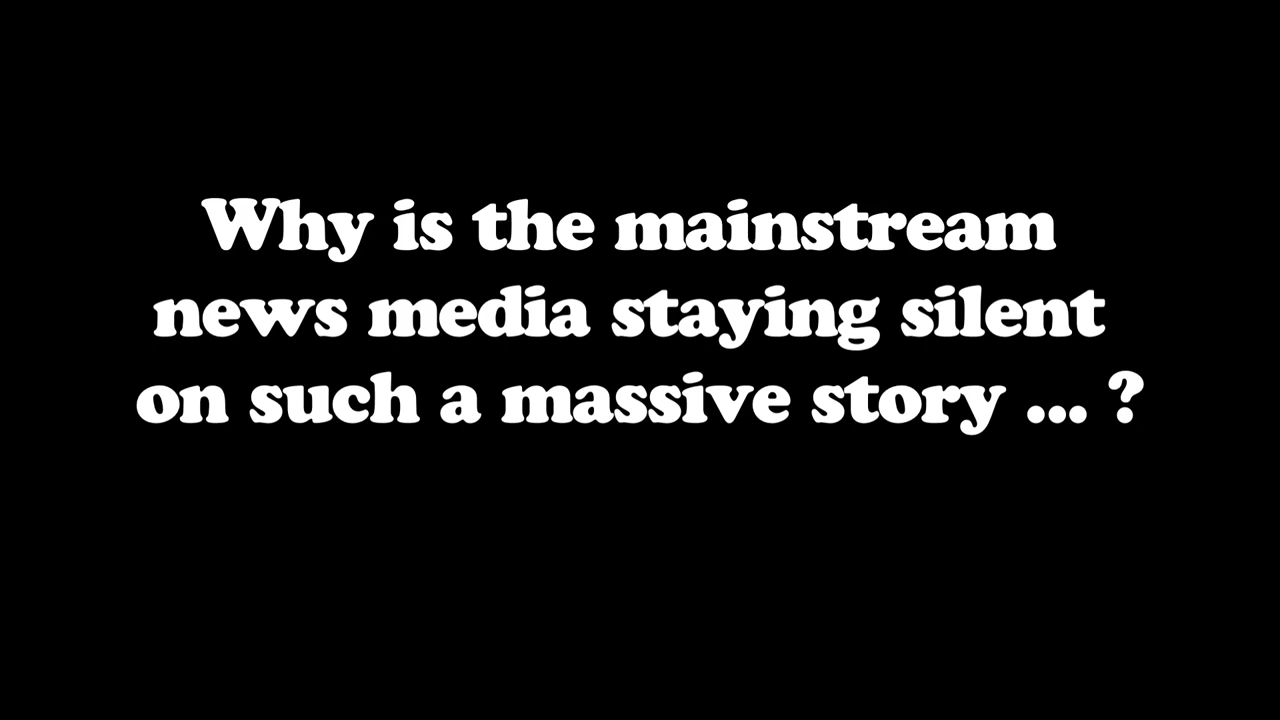 Why is the mainstream
news media staying silent
on such a massive story ... ?